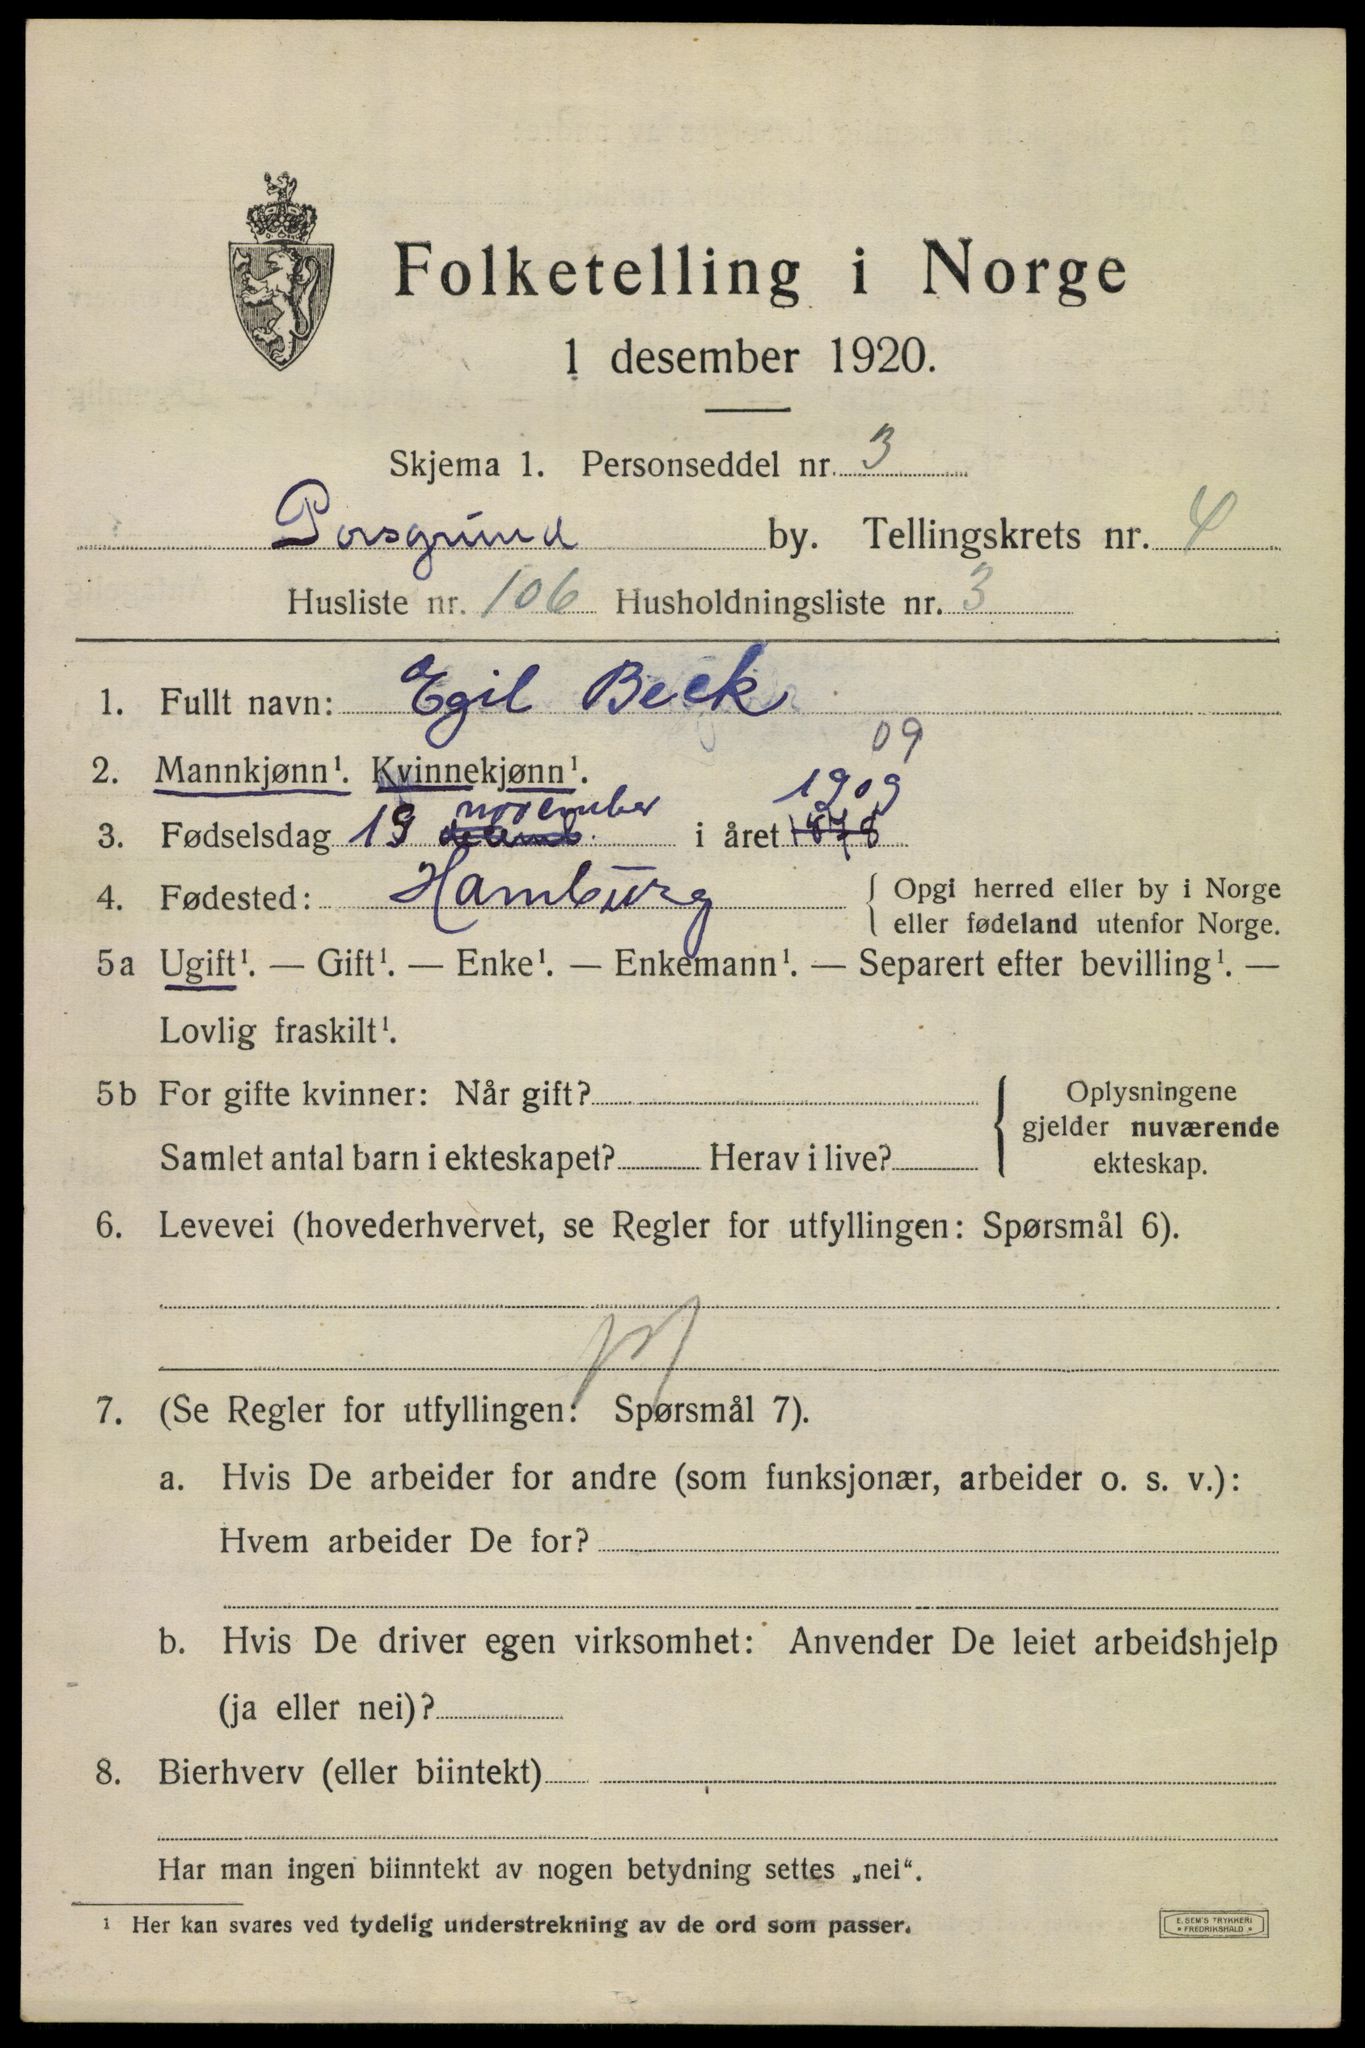 Folketelling i Norge
1 desember 1920.
Skjema 1. Personseddel nr. 3
Porsgrund by. Tellingskrets nr. 4
Husliste nr. 106 Husholdningsliste nr. 3
1. Fullt navn: Egil Beck
09
2. Mannkjønn¹. Kvinnekjønn¹.
november 1909
3. Fødselsdag 19 i året 1878
4. Fødested: Hamburg { Opgi herred eller by i Norge
eller fødeland utenfor Norge.
5a Ugift¹. — Gift¹. — Enke¹. — Enkemann¹. — Separert efter bevilling¹. —
Lovlig fraskilt¹.
5b For gifte kvinner: Når gift? { Oplysningene
gjelder nuværende
Samlet antal barn i ekteskapet? Herav i live?
ekteskap.
6. Levevei (hovederhvervet, se Regler for utfyllingen: Spørsmål 6).
7. (Se Regler for utfyllingen: Spørsmål 7).
a. Hvis De arbeider for andre (som funksjonær, arbeider o. s. v.):
Hvem arbeider De for?
b. Hvis De driver egen virksomhet: Anvender De leiet arbeidshjelp
(ja eller nei)?
8. Bierhverv (eller biintekt)
Har man ingen biinntekt av nogen betydning settes „nei“.
¹ Her kan svares ved tydelig understrekning av de ord som passer.
E. SEM'S TRYKKERI
FREDRIKSHALD